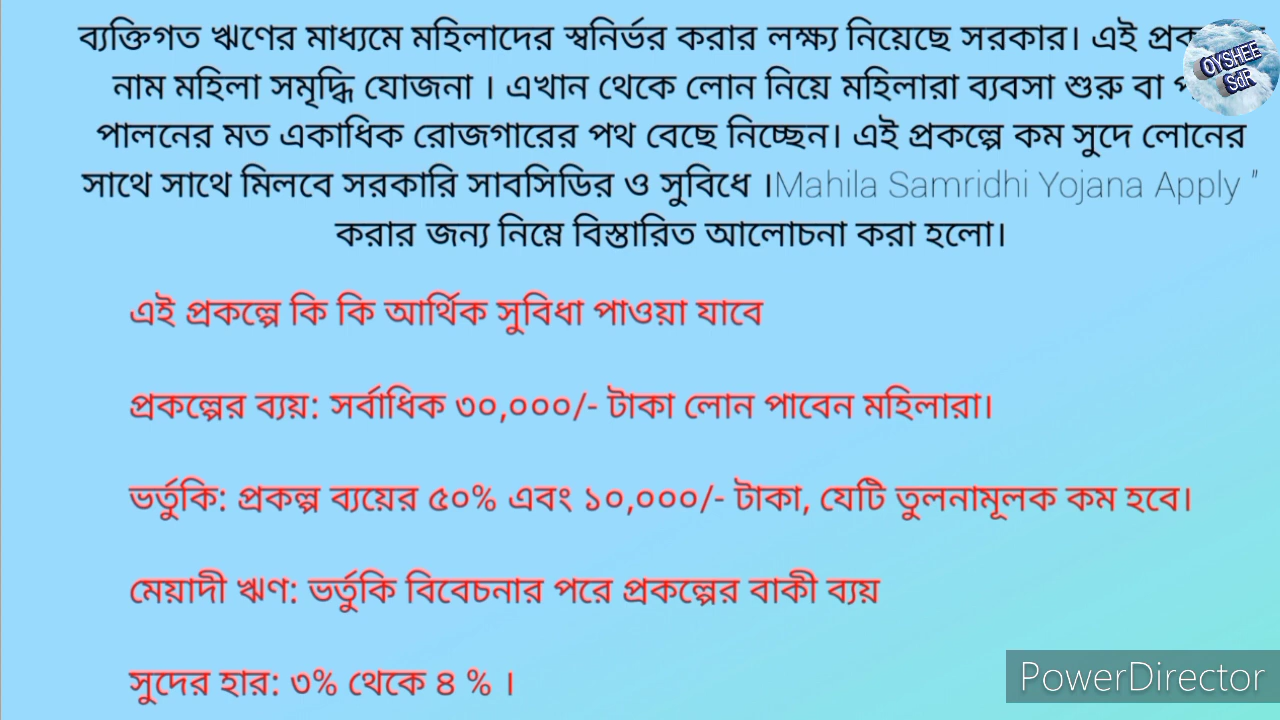 ব্যক্তিগত ঋণের মাধ্যমে মহিলাদের স্বনির্ভর করার লক্ষ্য নিয়েছে সরকার। এই
নাম মহিলা সমৃদ্ধি যোজনা । এখান থেকে লোন নিয়ে মহিলারা ব্যবসা শুরু বা
পালনের মত একাধিক রোজগারের পথ বেছে নিচ্ছেন। এই প্রকল্পে কম সুদে লোনের
সাথে সাথে মিলবে সরকারি সাবসিডির ও সুবিধে ।Mahila Samridhi Yojana Apply "
করার জন্য নিম্নে বিস্তারিত আলোচনা করা হলো।
OYSHEE
SdR
এই প্রকল্পে কি কি আর্থিক সুবিধা পাওয়া যাবে
প্রকল্পের ব্যয়: সর্বাধিক ৩০,০০০/- টাকা লোন পাবেন মহিলারা।
ভর্তুকি: প্রকল্প ব্যয়ের ৫০% এবং ১০,০০০/- টাকা, যেটি তুলনামূলক কম হবে।
মেয়াদী ঋণ: ভর্তুকি বিবেচনার পরে প্রকল্পের বাকী ব্যয়
সুদের হার: ৩% থেকে ৪ % ।
PowerDirector